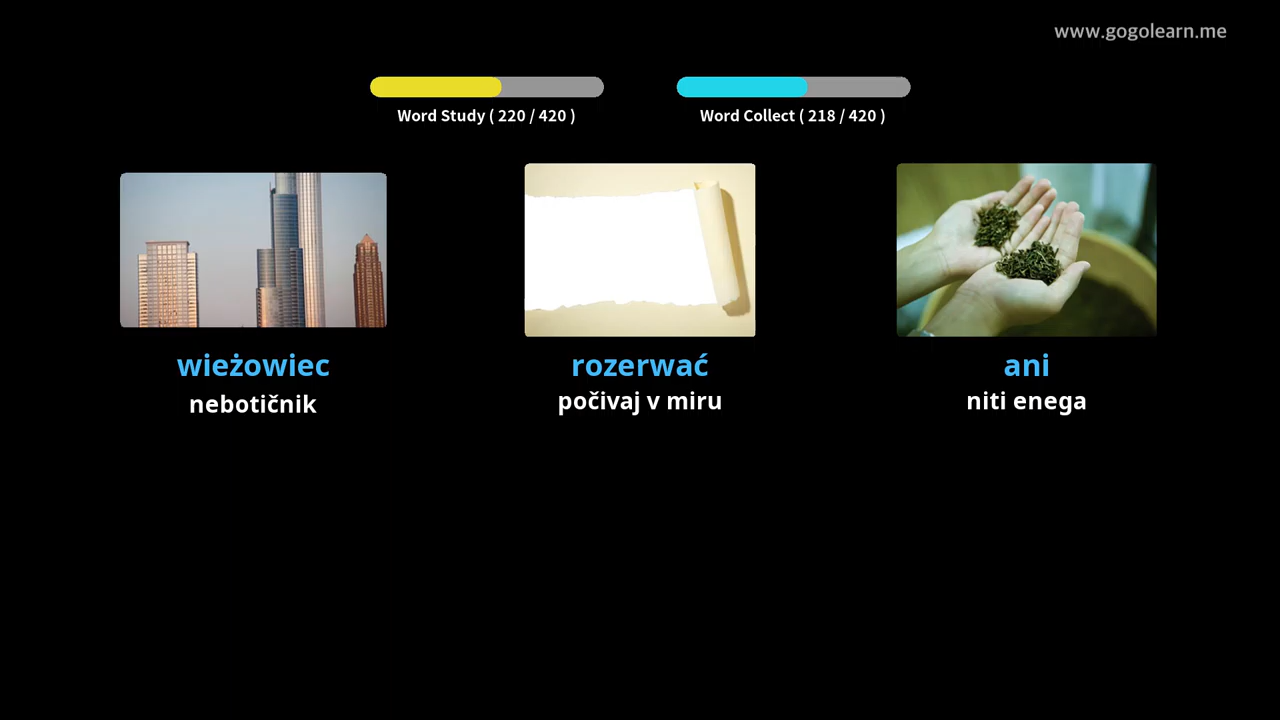 www.gogolearn.me
Word Study ( 220 / 420 )
Word Collect ( 218 / 420 )
wieżowiec
nebotičnik
rozerwać
počivaj v miru
ani
niti enega